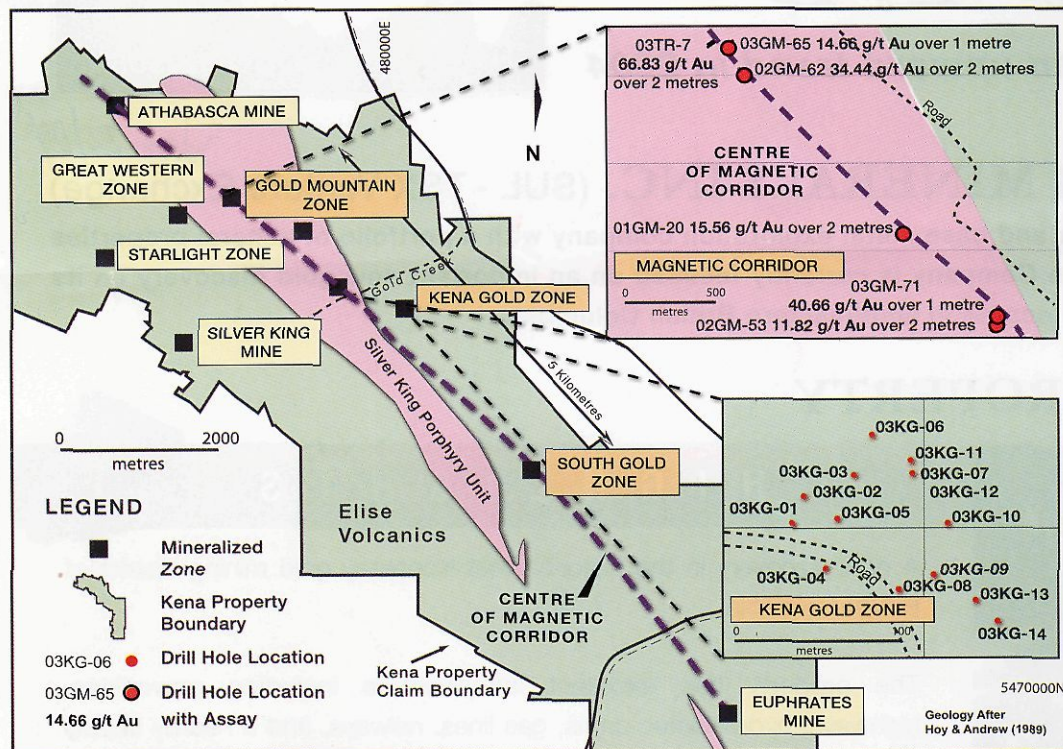 480000E
ATHABASCA MINE
GREAT WESTERN
ZONE
GOLD MOUNTAIN
ZONE
STARLIGHT ZONE
Gold Creek
KENA GOLD ZONE
SILVER KING
MINE
Silver King Porphyry Unit
5 Kilometres
SOUTH GOLD
ZONE
Elise
Volcanics
CENTRE
OF MAGNETIC
CORRIDOR
Kena Property
Claim Boundary
EUPHRATES
MINE
N
0 2000
metres
LEGEND
Mineralized
Zone
Kena Property
Boundary
03KG-06 Drill Hole Location
03GM-65 Drill Hole Location
14.66 g/t Au with Assay
03TR-7
66.83 g/t Au
over 2 metres
03GM-65 14.66 g/t Au over 1 metre
02GM-62 34.44 g/t Au over 2 metres
Road
CENTRE
OF MAGNETIC
CORRIDOR
01GM-20 15.56 g/t Au over 2 metres
MAGNETIC CORRIDOR
0 500
metres
03GM-71
40.66 g/t Au over 1 metre
02GM-53 11.82 g/t Au over 2 metres
03KG-06
03KG-11
03KG-03
03KG-07
03KG-02
03KG-12
03KG-01
03KG-05
03KG-10
Road
03KG-04
03KG-09
03KG-08
03KG-13
KENA GOLD ZONE
03KG-14
0 100
metres
5470000N
Geology After
Hoy & Andrew (1989)